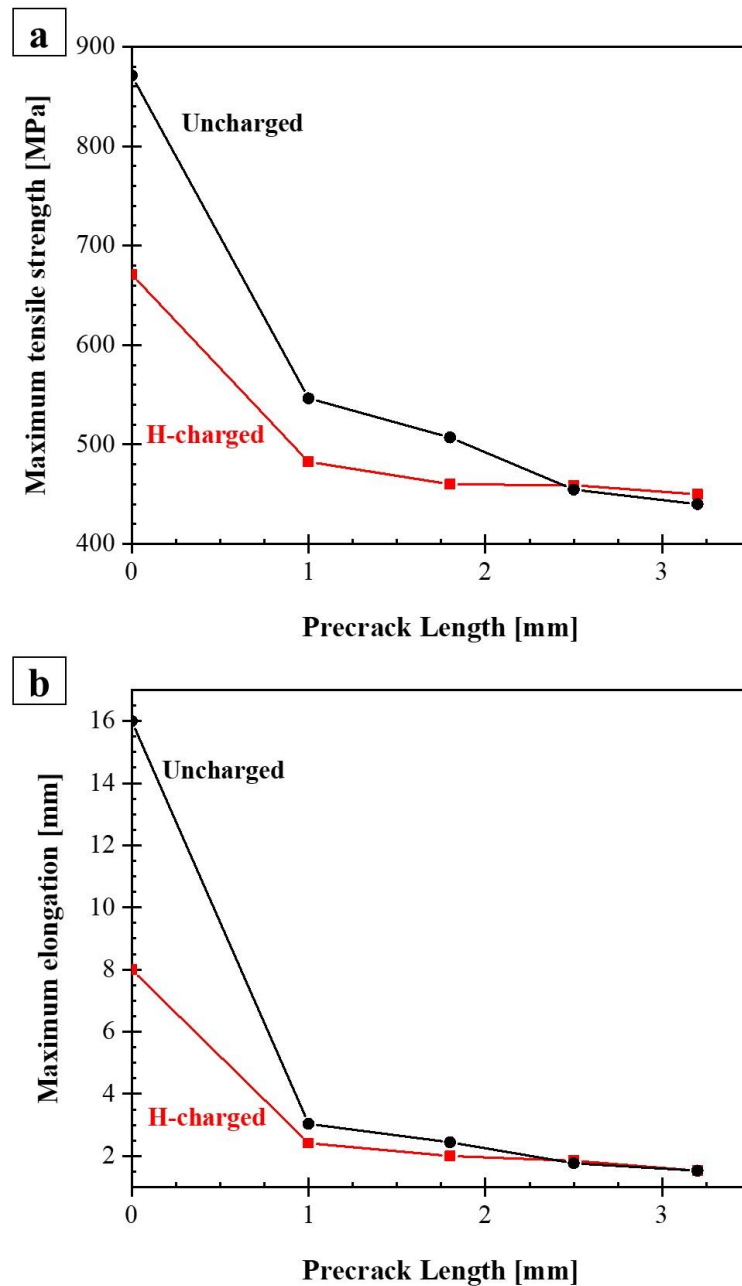 a
900
800
700
600
500
400
Maximum tensile strength [MPa]
Uncharged
H-charged
0 1 2 3
Precrack Length [mm]
b
16
14
12
10
8
6
4
2
Maximum elongation [mm]
Uncharged
H-charged
0 1 2 3
Precrack Length [mm]